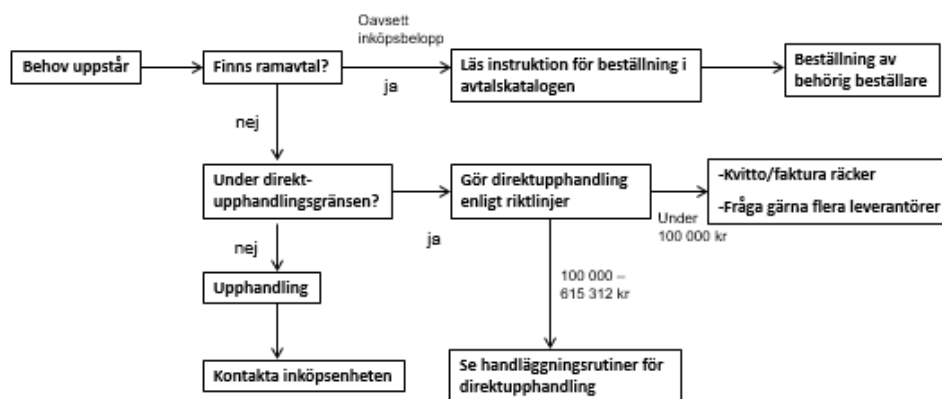 Oavsett
inköpsbelopp
Behov uppstår
Finns ramavtal?
ja
Läs instruktion för beställning i
avtalskatalogen
Beställning av
behörig beställare
nej
Under direkt-
upphandlingsgränsen?
ja
Gör direktupphandling
enligt riktlinjer
Under
100 000 kr
-Kvitto/faktura räcker
-Fråga gärna flera leverantörer
nej
100 000 –
615 312 kr
Upphandling
Kontakta inköpsenheten
Se handläggningsrutiner för
direktupphandling